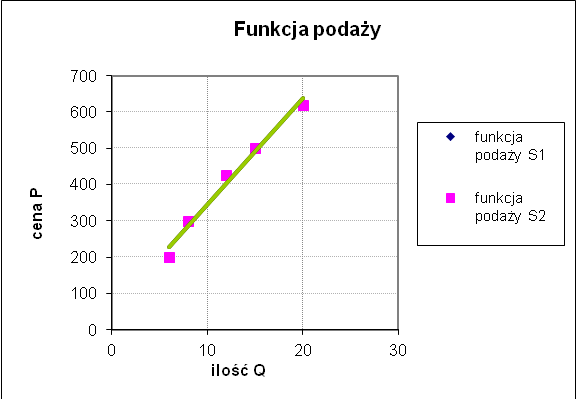 Funkcja podaży
700
600
500
400
300
200
100
0
0 10 20 30
cena P
ilość Q
funkcja
podaży S1
funkcja
podaży S2